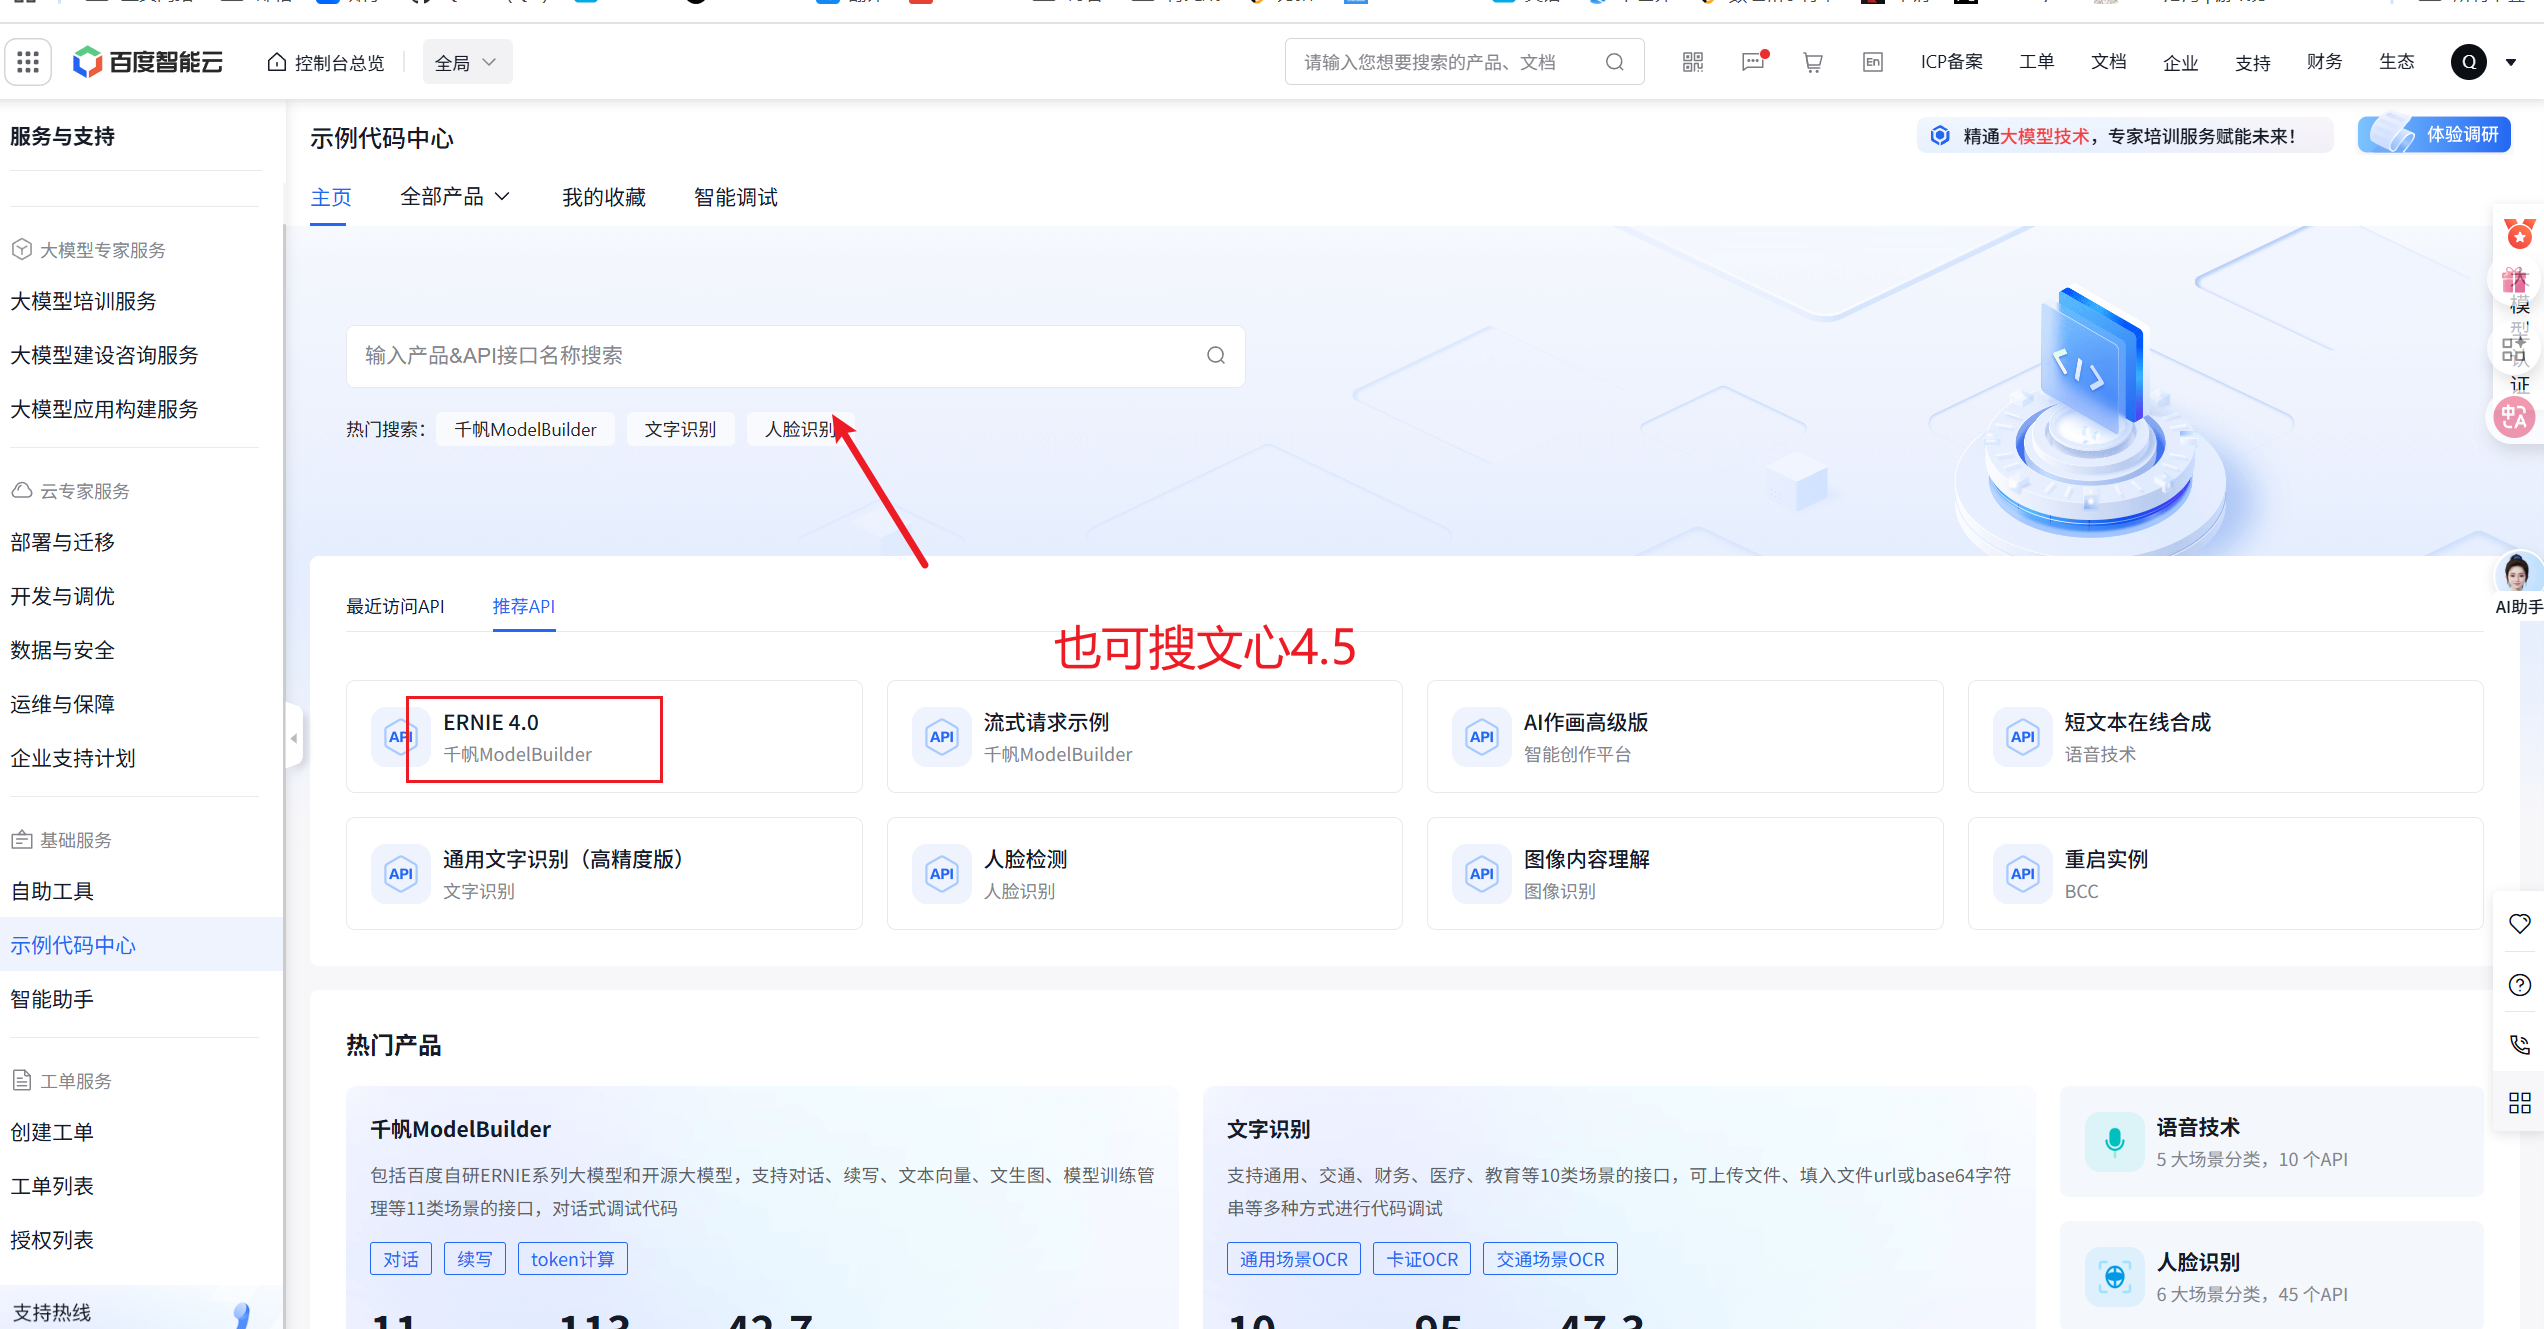 百度智能云
控制台总览
全局
请输入您想要搜索的产品、文档
En
ICP备案
工单
文档
企业
支持
财务
生态
Q
服务与支持
大模型专家服务
大模型培训服务
大模型建设咨询服务
大模型应用构建服务
云专家服务
部署与迁移
开发与调优
数据与安全
运维与保障
企业支持计划
基础服务
自助工具
示例代码中心
智能助手
工单服务
创建工单
工单列表
授权列表
支持热线
示例代码中心
精通大模型技术，专家培训服务赋能未来！
体验调研
主页
全部产品
我的收藏
智能调试
输入产品&API接口名称搜索
热门搜索：
千帆ModelBuilder
文字识别
人脸识别
大模型认证
AI助手
最近访问API
推荐API
也可搜文心4.5
API
ERNIE 4.0
千帆ModelBuilder
API
流式请求示例
千帆ModelBuilder
API
AI作画高级版
智能创作平台
API
短文本在线合成
语音技术
API
通用文字识别（高精度版）
文字识别
API
人脸检测
人脸识别
API
图像内容理解
图像识别
API
重启实例
BCC
热门产品
千帆ModelBuilder
包括百度自研ERNIE系列大模型和开源大模型，支持对话、续写、文本向量、文生图、模型训练管
理等11类场景的接口，对话式调试代码
对话
续写
token计算
11
113
42.7
文字识别
支持通用、交通、财务、医疗、教育等10类场景的接口，可上传文件、填入文件url或base64字符
串等多种方式进行代码调试
通用场景OCR
卡证OCR
交通场景OCR
10
95
47.3
语音技术
5 大场景分类，10 个API
人脸识别
6 大场景分类，45 个API